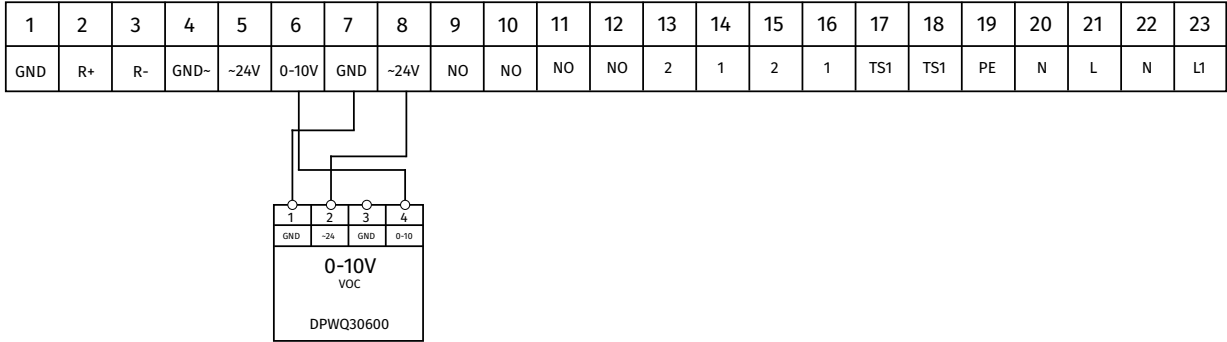 1 2 3 4 5 6 7 8 9 10 11 12 13 14 15 16 17 18 19 20 21 22 23
GND R+ R- GND~ ~24V 0-10V GND ~24V NO NO NO NO 2 1 2 1 TS1 TS1 PE N L N L1
1 2 3 4
GND ~24 GND 0-10
0-10V
VOC
DPWQ30600